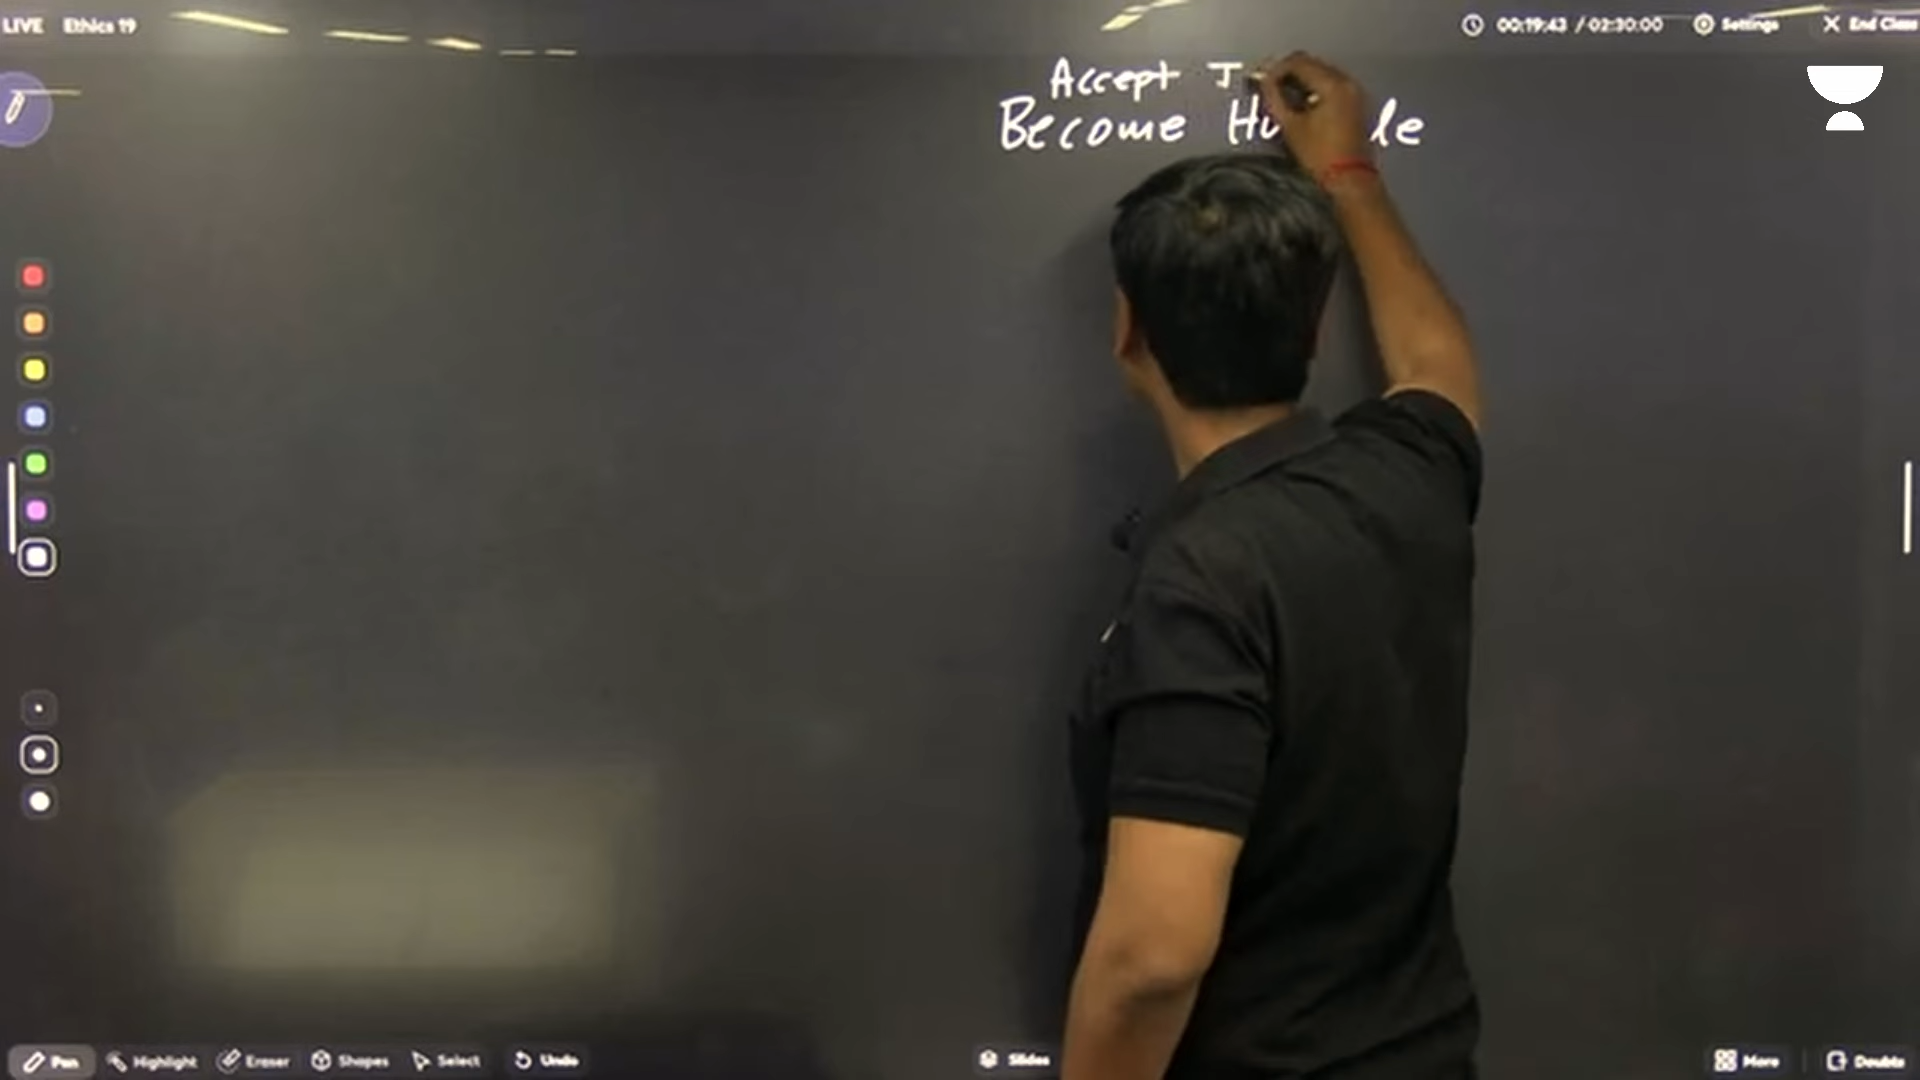 LIVE Ethics 19
00:19:43 / 02:30:00 Settings End Class
Accept
Become
Pen Highlight Eraser Shapes Select Undo
Slides
More Doubts